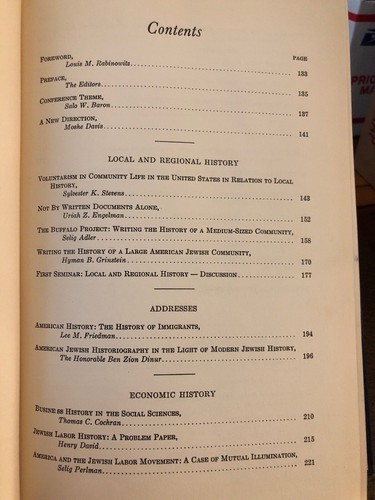 Contents
PAGE
FOREWORD,
Louis M. Rabinowitz 133
PREFACE,
The Editors 135
CONFERENCE THEME,
Salo W. Baron 137
A NEW DIRECTION,
Moshe Davis 141
LOCAL AND REGIONAL HISTORY
VOLUNTARISM IN COMMUNITY LIFE IN THE UNITED STATES IN RELATION TO LOCAL
HISTORY,
Sylvester K. Stevens 143
NOT BY WRITTEN DOCUMENTS ALONE,
Uriah Z. Engelman 152
THE BUFFALO PROJECT: WRITING THE HISTORY OF A MEDIUM-SIZED COMMUNITY,
Selig Adler 158
WRITING THE HISTORY OF A LARGE AMERICAN JEWISH COMMUNITY,
Hyman B. Grinstein 170
FIRST SEMINAR: LOCAL AND REGIONAL HISTORY — DISCUSSION 177
ADDRESSES
AMERICAN HISTORY: THE HISTORY OF IMMIGRANTS,
Lee M. Friedman 194
AMERICAN JEWISH HISTORIOGRAPHY IN THE LIGHT OF MODERN JEWISH HISTORY,
The Honorable Ben Zion Dinur 196
ECONOMIC HISTORY
BUSINESS HISTORY IN THE SOCIAL SCIENCES,
Thomas C. Cochran 210
JEWISH LABOR HISTORY: A PROBLEM PAPER,
Henry David 215
AMERICA AND THE JEWISH LABOR MOVEMENT: A CASE OF MUTUAL ILLUMINATION,
Selig Perlman 221